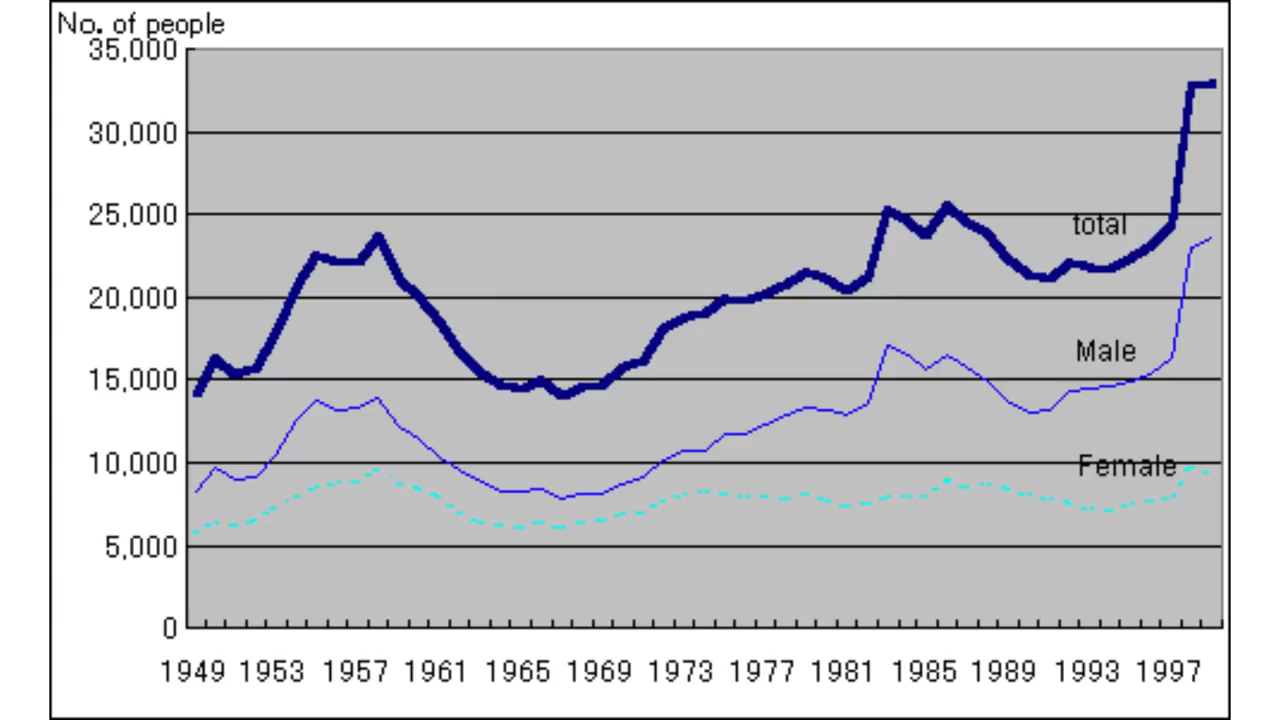 No. of people
35,000
30,000
25,000
total
20,000
Male
15,000
10,000
Female
5,000
0
1949 1953 1957 1961 1965 1969 1973 1977 1981 1985 1989 1993 1997